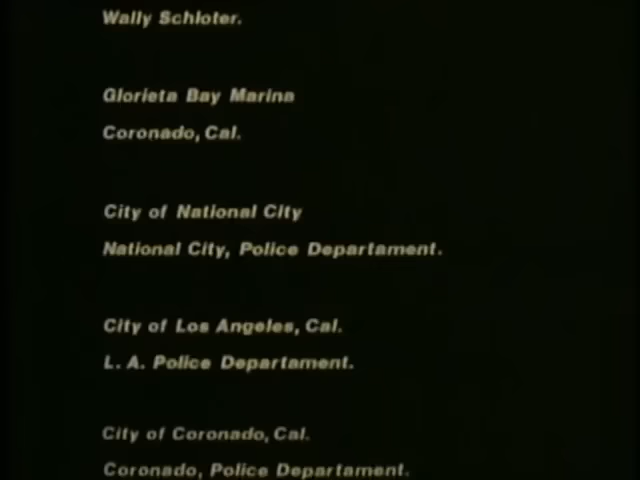 Wally Schloter.
Glorieta Bay Marina
Coronado, Cal.
City of National City
National City, Police Departament.
City of Los Angeles, Cal.
L. A. Police Departament.
City of Coronado, Cal.
Coronado, Police Departament.